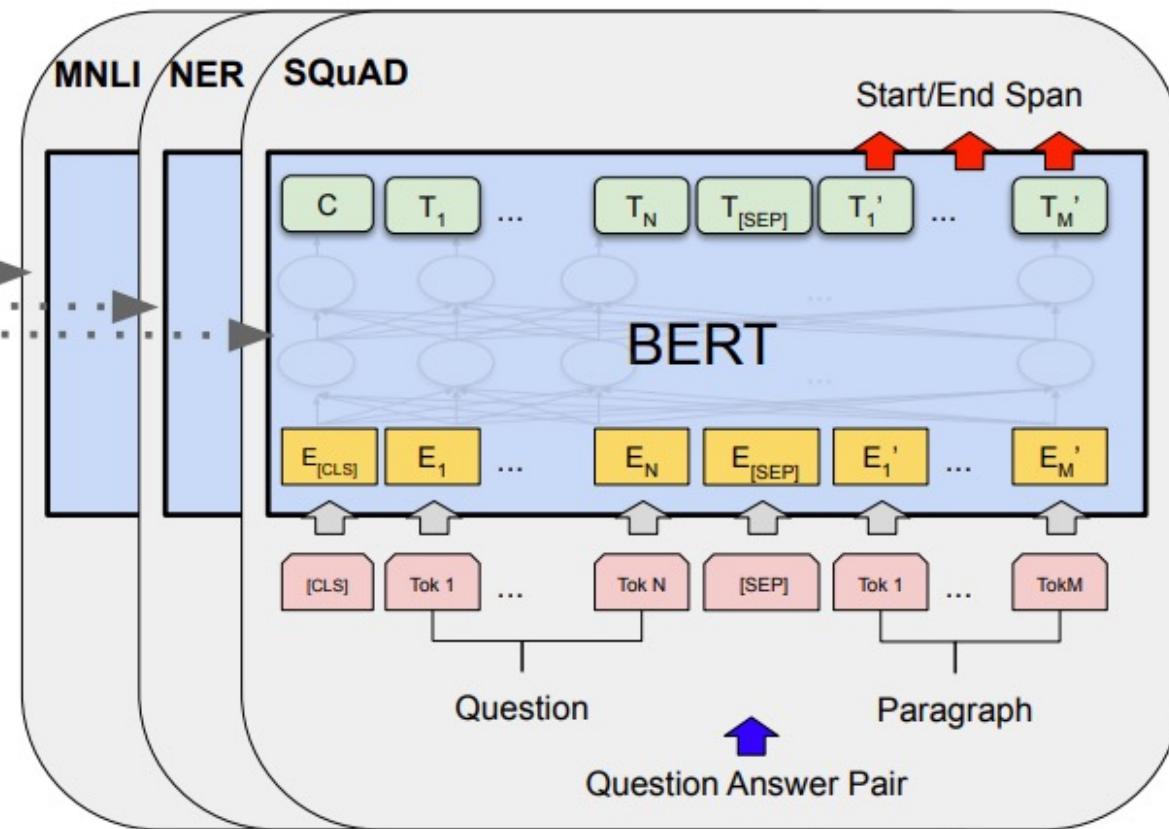 MNLI NER SQuAD
Start/End Span
C T1 ... TN T[SEP] T1' ... TM'
...
BERT
...
E[CLS] E1 ... EN E[SEP] E1' ... EM'
[CLS] Tok 1 ... Tok N [SEP] Tok 1 ... TokM
Question Paragraph
Question Answer Pair